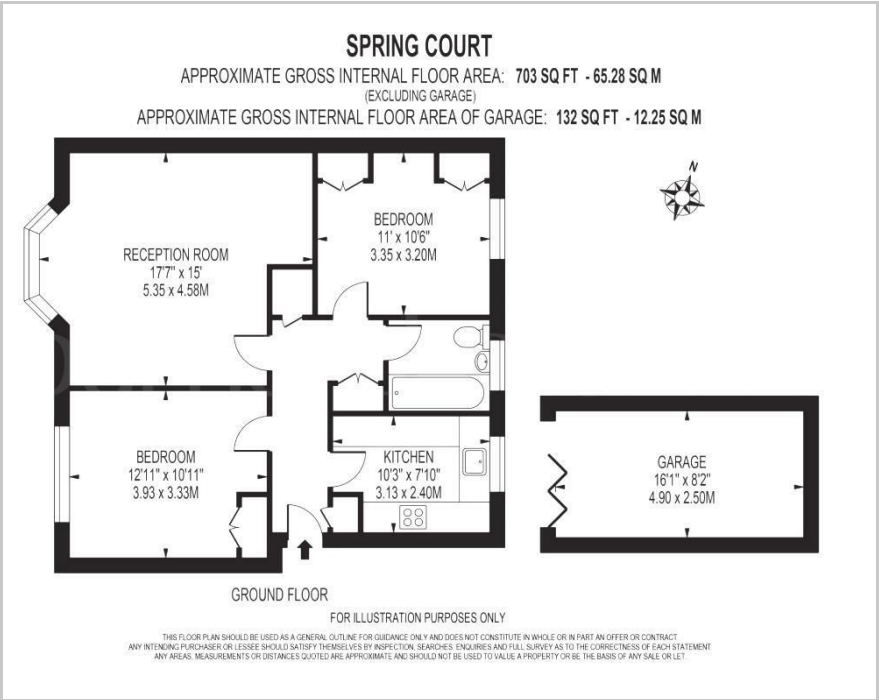 SPRING COURT
APPROXIMATE GROSS INTERNAL FLOOR AREA: 703 SQ FT - 65.28 SQ M
(EXCLUDING GARAGE)
APPROXIMATE GROSS INTERNAL FLOOR AREA OF GARAGE: 132 SQ FT - 12.25 SQ M
N
BEDROOM
11' x 10'6"
3.35 x 3.20M
RECEPTION ROOM
17'7" x 15'
5.35 x 4.58M
BEDROOM
12'11" x 10'11"
3.93 x 3.33M
KITCHEN
10'3" x 7'10"
3.13 x 2.40M
GARAGE
16'1" x 8'2"
4.90 x 2.50M
GROUND FLOOR
FOR ILLUSTRATION PURPOSES ONLY
THIS FLOOR PLAN SHOULD BE USED AS A GENERAL OUTLINE FOR GUIDANCE ONLY AND DOES NOT CONSTITUTE IN WHOLE OR IN PART AN OFFER OR CONTRACT
ANY INTENDING PURCHASER OR LESSEE SHOULD SATISFY THEMSELVES BY INSPECTION, SEARCHES, ENQUIRIES AND FULL SURVEY AS TO THE CORRECTNESS OF EACH STATEMENT
ANY AREAS, MEASUREMENTS OR DISTANCES QUOTED ARE APPROXIMATE AND SHOULD NOT BE USED TO VALUE A PROPERTY OR BE THE BASIS OF ANY SALE OR LET.